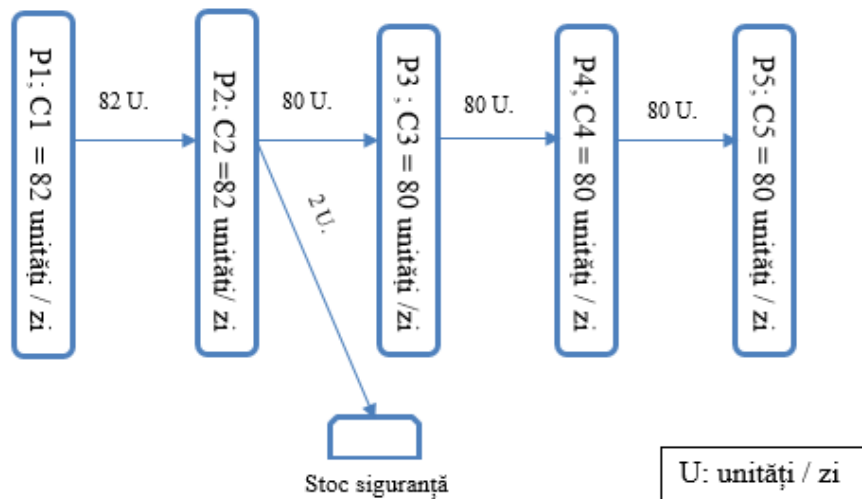 P1; C1 = 82 unități / zi
82 U.
P2; C2 =82 unități/ zi
80 U.
2 U.
P3 ; C3 = 80 unități /zi
80 U.
P4; C4 = 80 unități / zi
80 U.
P5; C5 = 80 unități / zi
Stoc siguranță
U: unități / zi